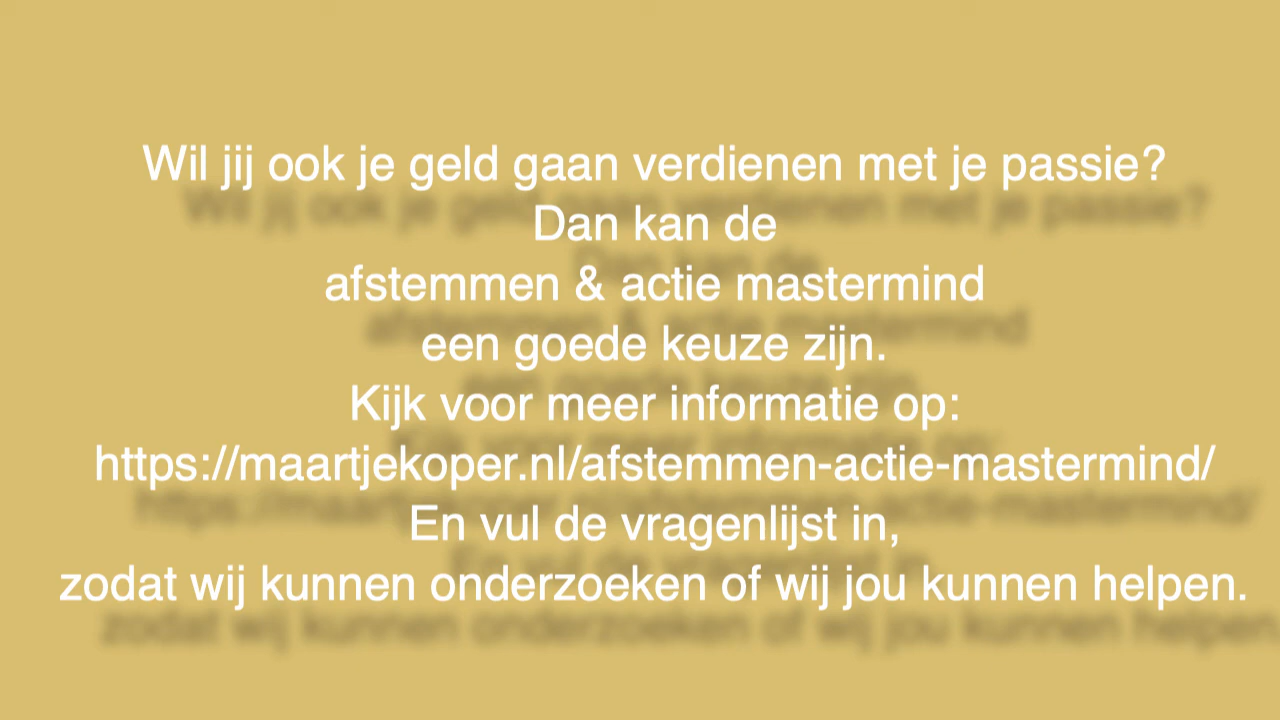 Wil jij ook je geld gaan verdienen met je passie?
Dan kan de
afstemmen & actie mastermind
een goede keuze zijn.
Kijk voor meer informatie op:
https://maartjekoper.nl/afstemmen-actie-mastermind/
En vul de vragenlijst in,
zodat wij kunnen onderzoeken of wij jou kunnen helpen.